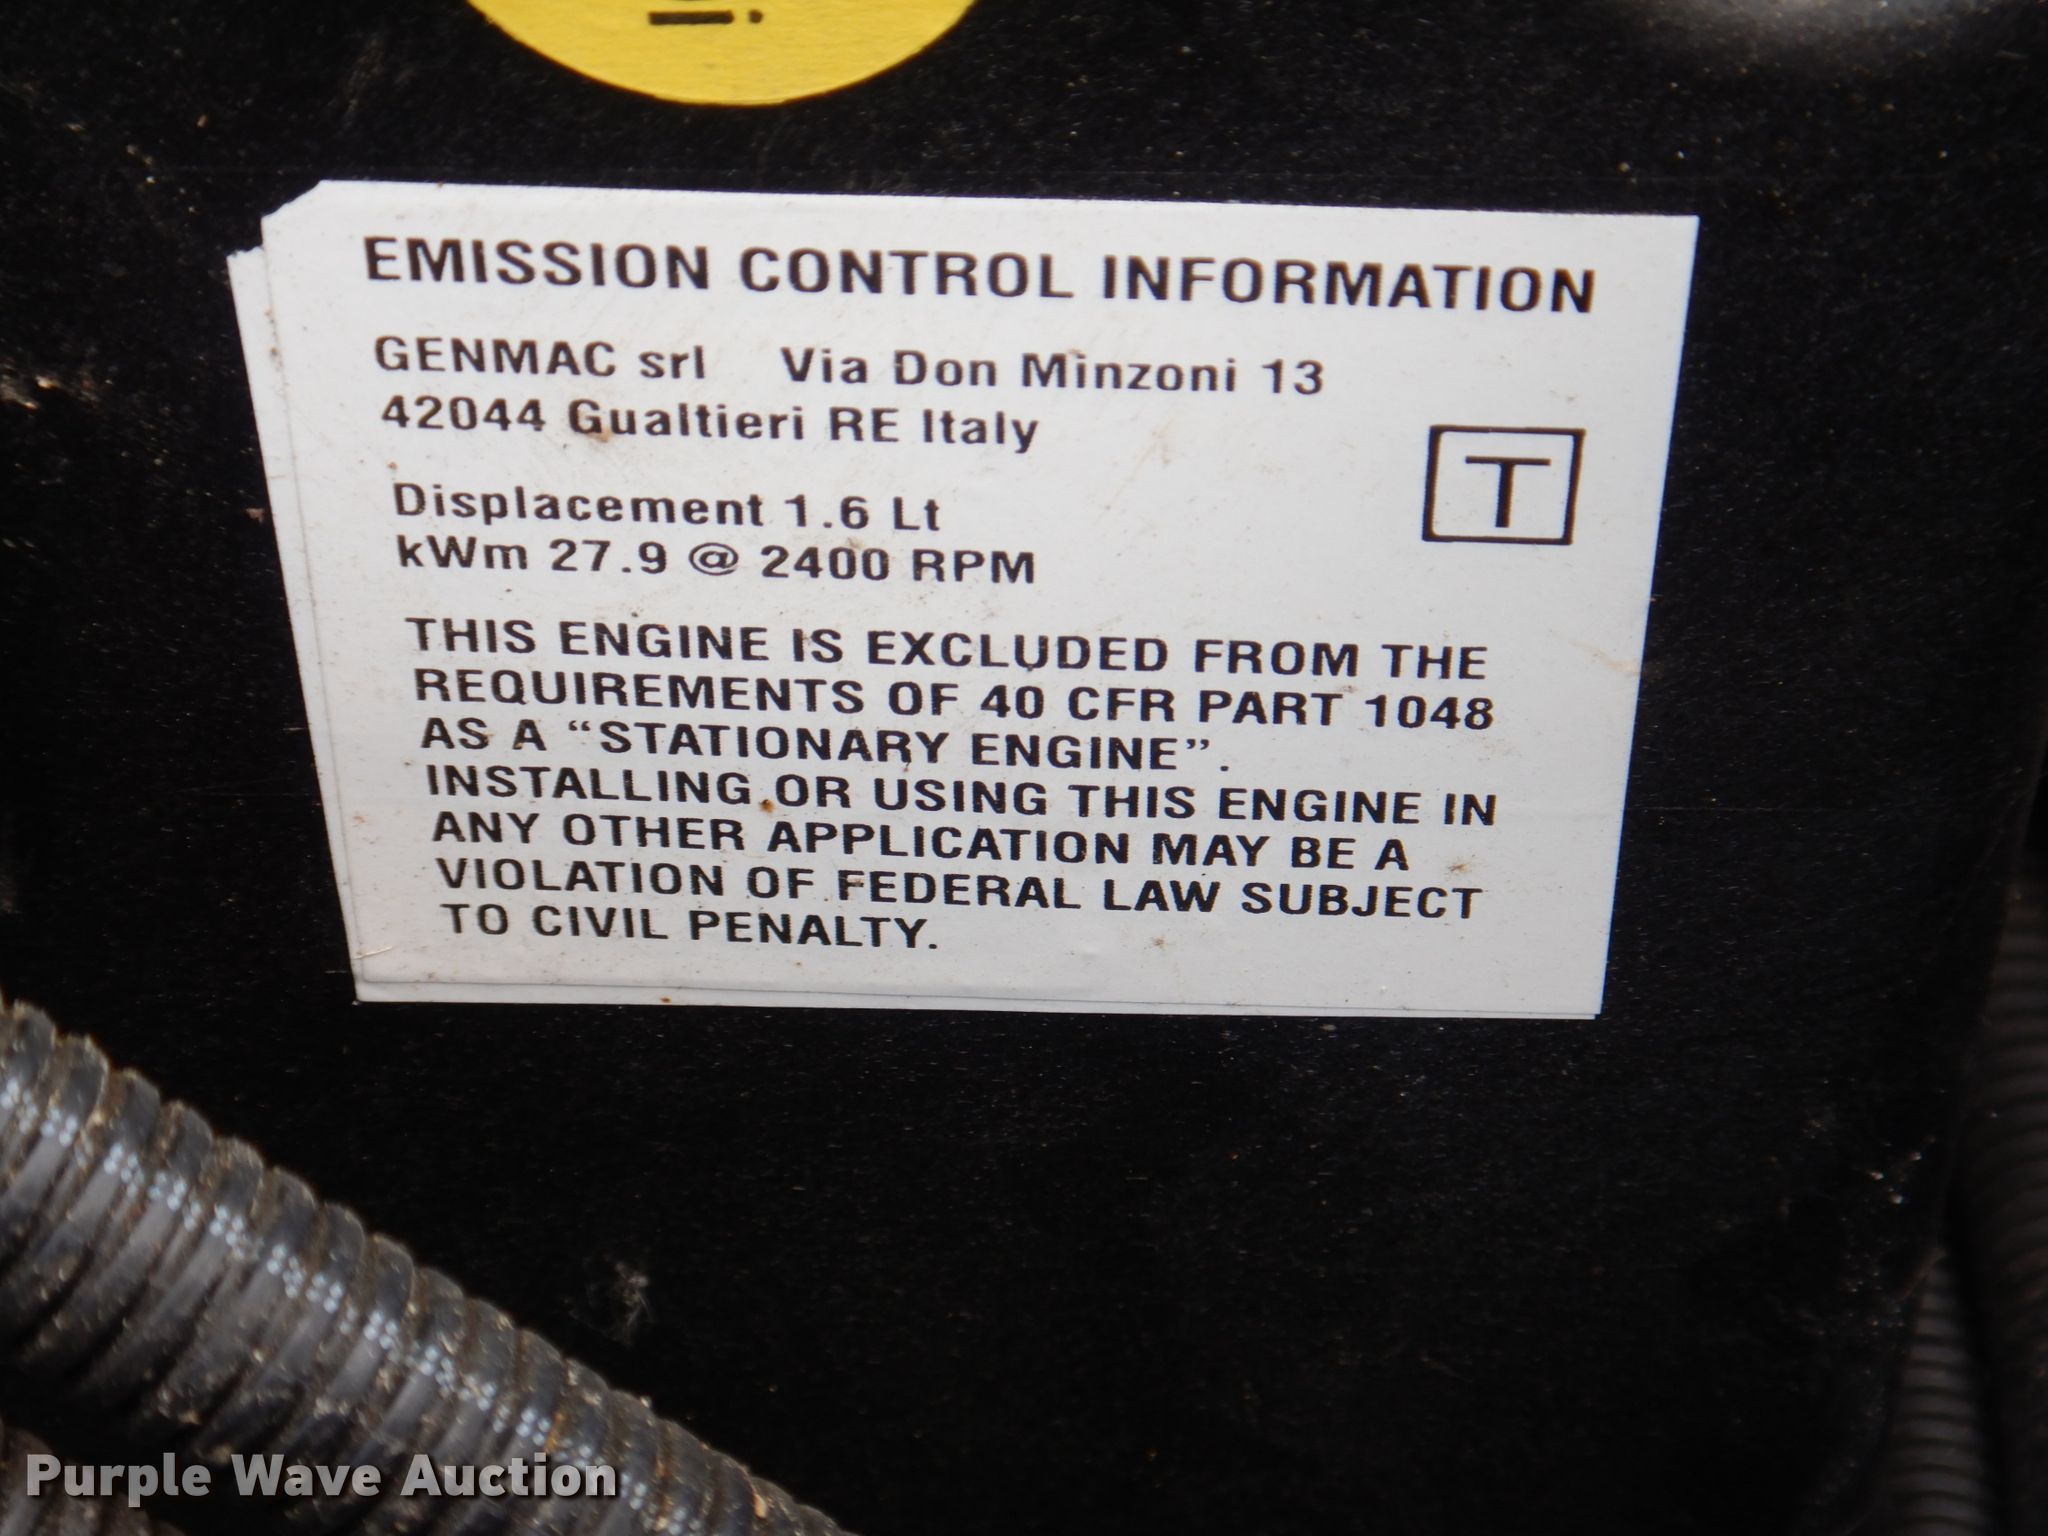 EMISSION CONTROL INFORMATION
GENMAC srl Via Don Minzoni 13
42044 Gualtieri RE Italy
T
Displacement 1.6 Lt
kWm 27.9 @ 2400 RPM
THIS ENGINE IS EXCLUDED FROM THE
REQUIREMENTS OF 40 CFR PART 1048
AS A “STATIONARY ENGINE”.
INSTALLING OR USING THIS ENGINE IN
ANY OTHER APPLICATION MAY BE A
VIOLATION OF FEDERAL LAW SUBJECT
TO CIVIL PENALTY.
Purple Wave Auction